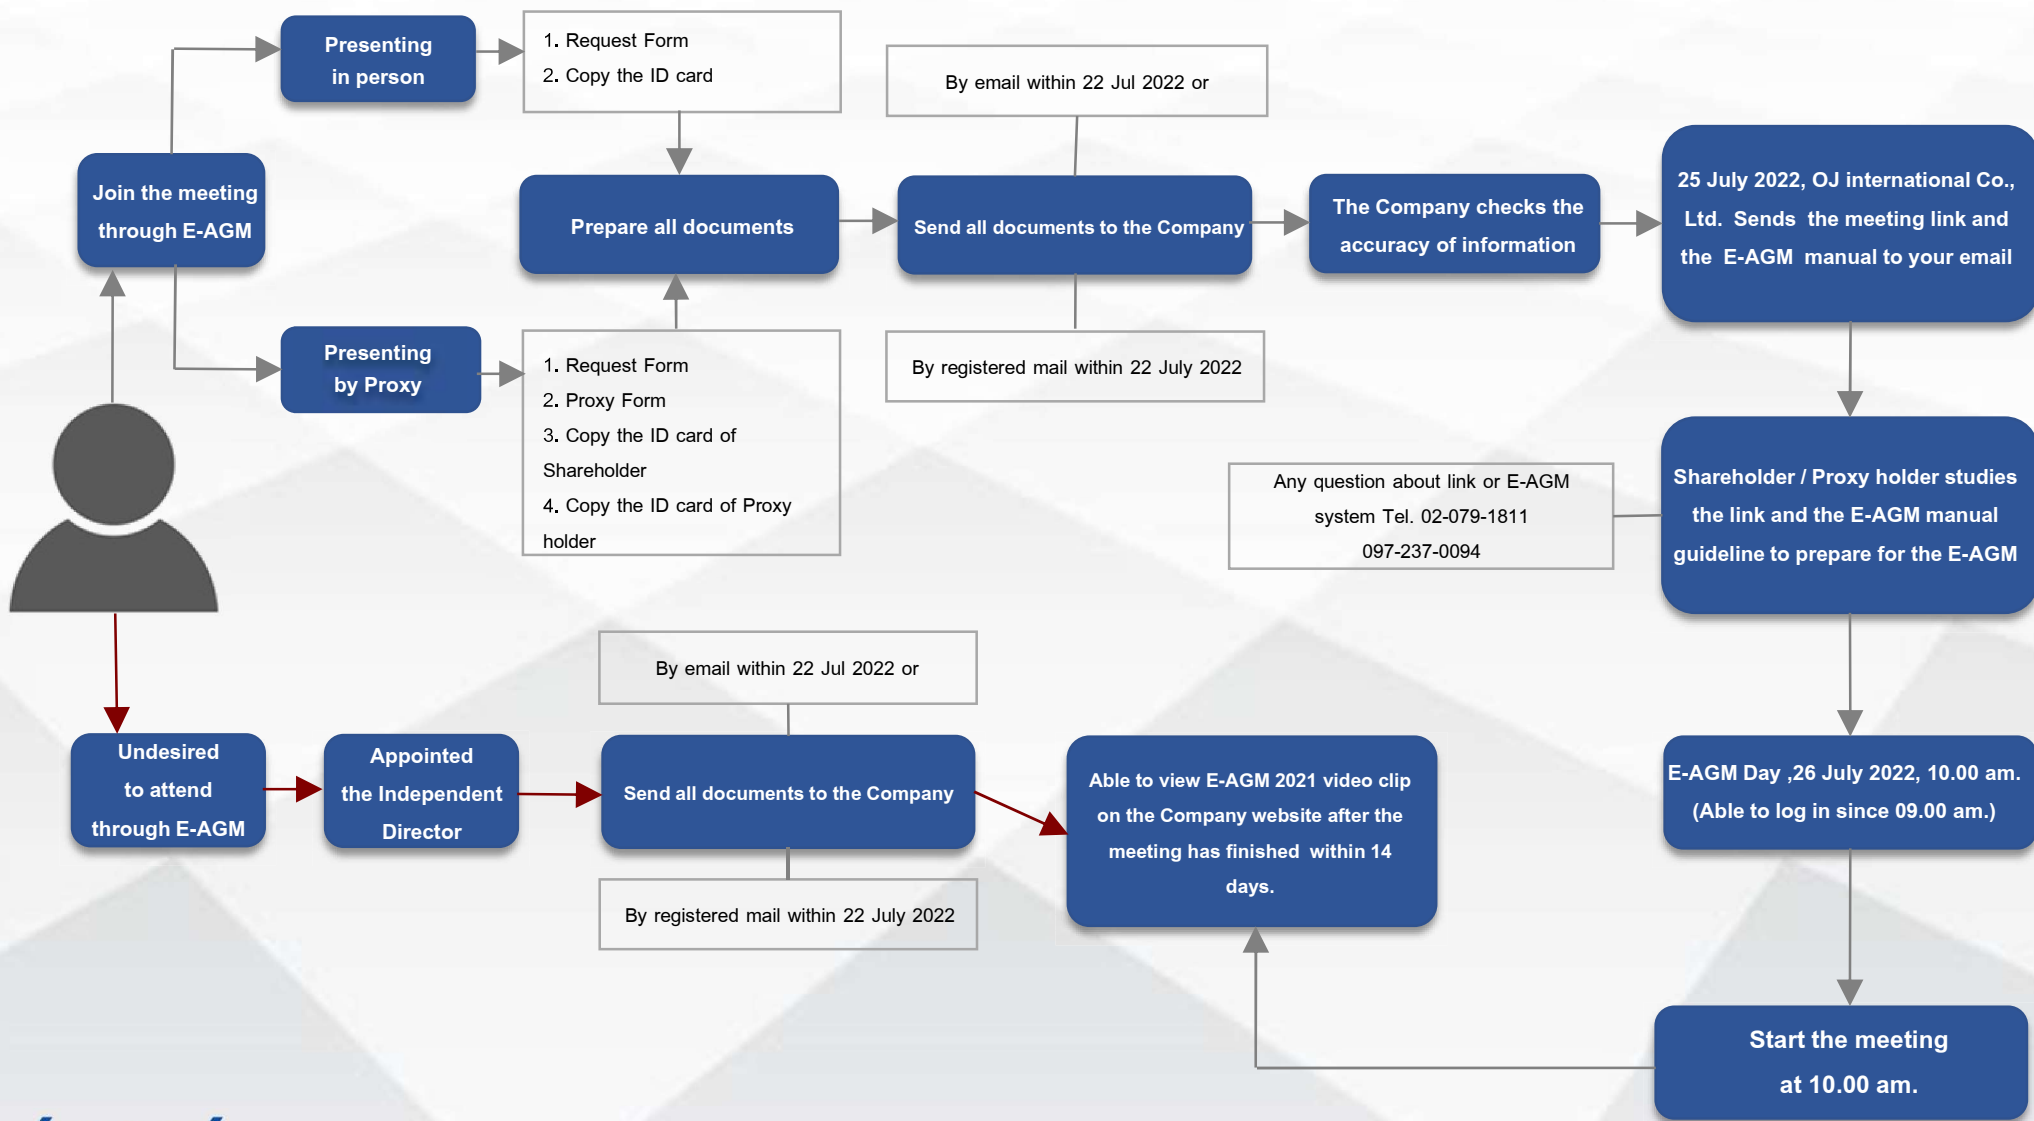 Presenting
in person
1. Request Form
2. Copy the ID card
By email within 22 Jul 2022 or
Join the meeting
through E-AGM
Prepare all documents
Send all documents to the Company
The Company checks the
accuracy of information
25 July 2022, OJ international Co.,
Ltd. Sends the meeting link and
the E-AGM manual to your email
Presenting
by Proxy
1. Request Form
2. Proxy Form
3. Copy the ID card of
Shareholder
4. Copy the ID card of Proxy
holder
By registered mail within 22 July 2022
Any question about link or E-AGM
system Tel. 02-079-1811
097-237-0094
Shareholder / Proxy holder studies
the link and the E-AGM manual
guideline to prepare for the E-AGM
By email within 22 Jul 2022 or
Undesired
to attend
through E-AGM
Appointed
the Independent
Director
Send all documents to the Company
Able to view E-AGM 2021 video clip
on the Company website after the
meeting has finished within 14
days.
E-AGM Day ,26 July 2022, 10.00 am.
(Able to log in since 09.00 am.)
By registered mail within 22 July 2022
Start the meeting
at 10.00 am.